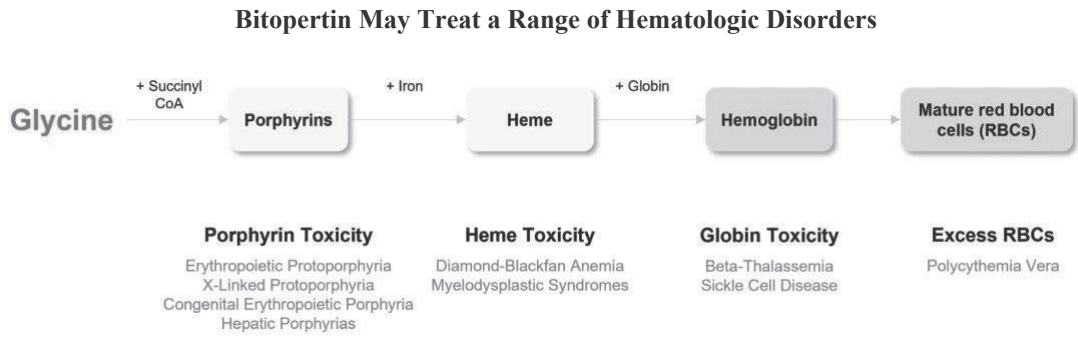 Bitopertin May Treat a Range of Hematologic Disorders
Glycine
+ Succinyl
CoA
Porphyrins
+ Iron
Heme
+ Globin
Hemoglobin
Mature red blood
cells (RBCs)
Porphyrin Toxicity
Erythropoietic Protoporphyria
X-Linked Protoporphyria
Congenital Erythropoietic Porphyria
Hepatic Porphyrias
Heme Toxicity
Diamond-Blackfan Anemia
Myelodysplastic Syndromes
Globin Toxicity
Beta-Thalassemia
Sickle Cell Disease
Excess RBCs
Polycythemia Vera